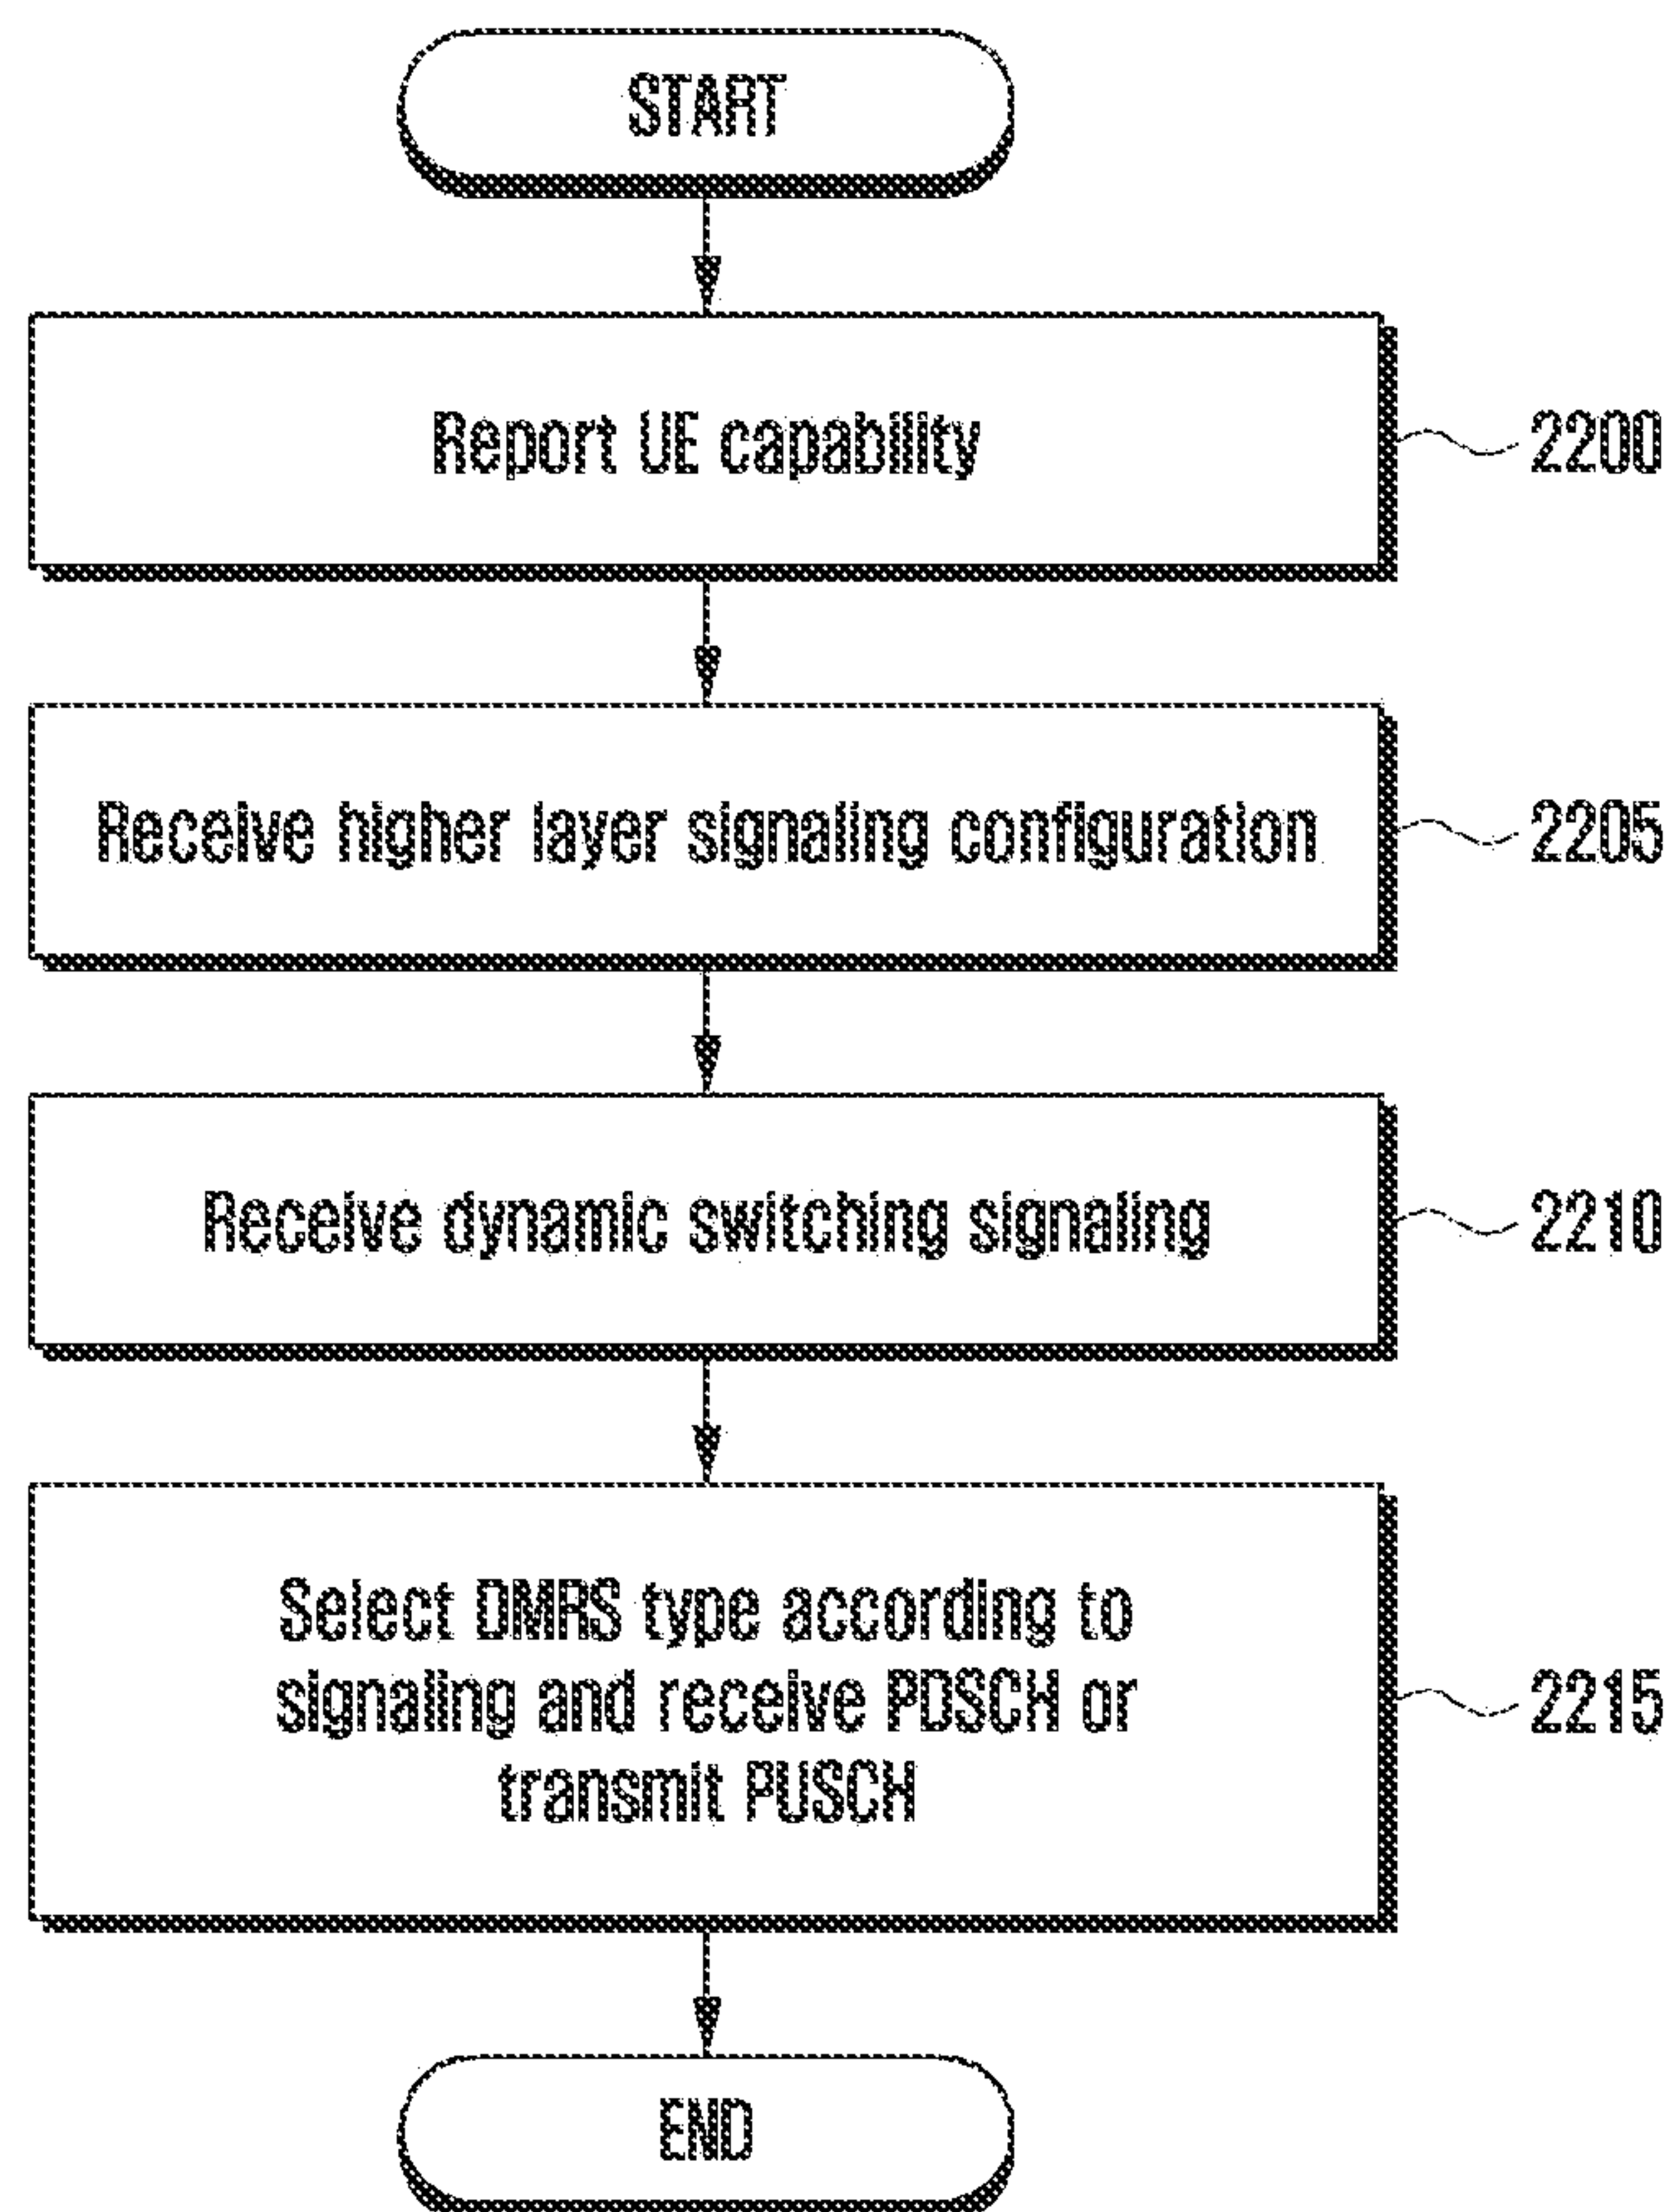 START
Report UE capability
2200
Receive higher layer signaling configuration
2205
Receive dynamic switching signaling
2210
Select DMRS type according to
signaling and receive PDSCH or
transmit PUSCH
2215
END